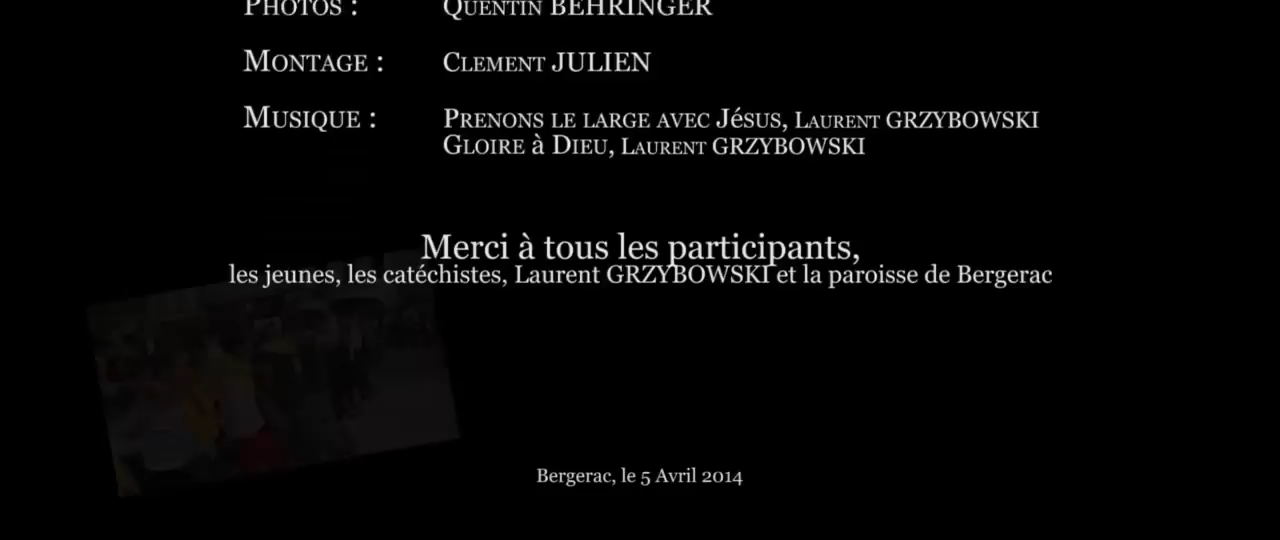 PHOTOS : QUENTIN BEHRINGER
MONTAGE : CLEMENT JULIEN
MUSIQUE : PRENONS LE LARGE AVEC JéSUS, LAURENT GRZYBOWSKI
GLOIRE à DIEU, LAURENT GRZYBOWSKI
Merci à tous les participants,
les jeunes, les catéchistes, Laurent GRZYBOWSKI et la paroisse de Bergerac
Bergerac, le 5 Avril 2014